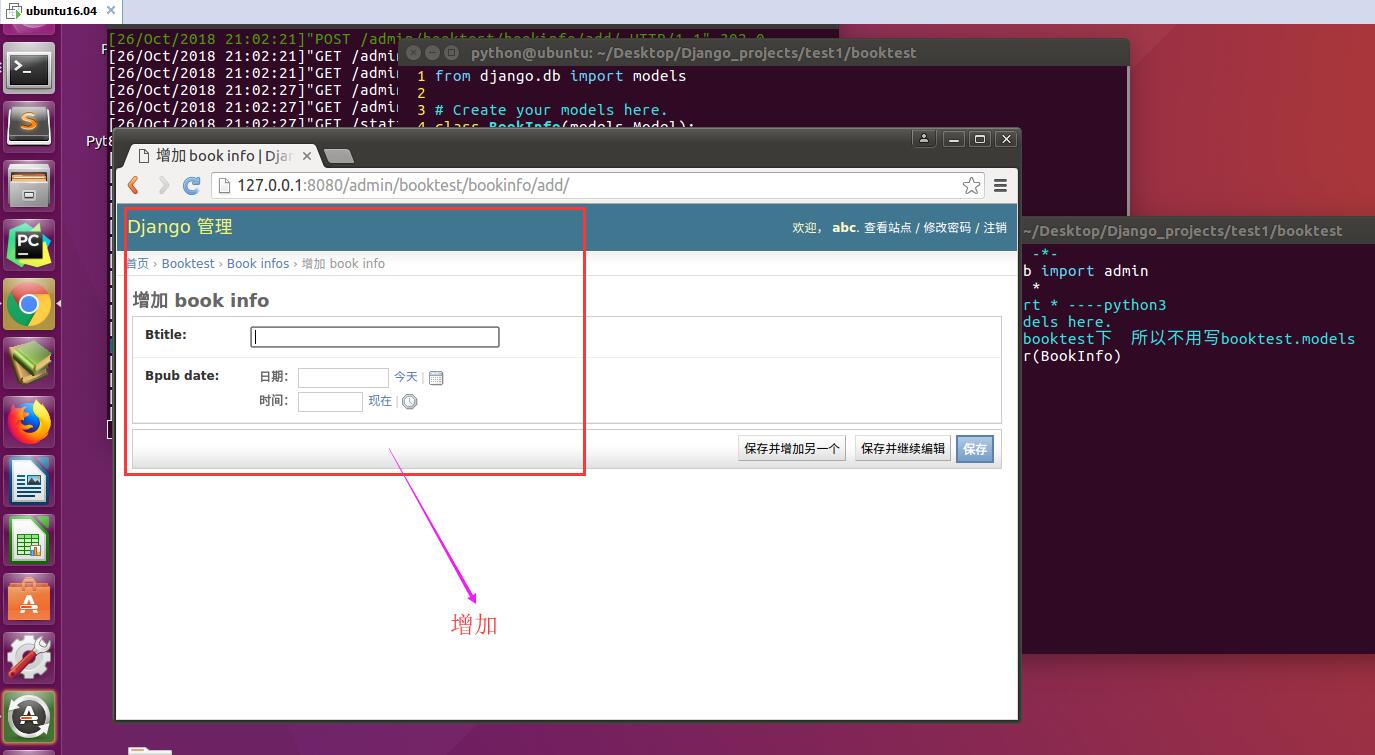 ubuntu16.04
[26/Oct/2018 21:02:21]"POST /admin/booktest/bookinfo/add/ HTTP/1.1" 302 0
[26/Oct/2018 21:02:21]"GET /admi
[26/Oct/2018 21:02:21]"GET /admi
[26/Oct/2018 21:02:27]"GET /admi
[26/Oct/2018 21:02:27]"GET /admi
[26/Oct/2018 21:02:27]"GET /stat
python@ubuntu: ~/Desktop/Django_projects/test1/booktest
1 from django.db import models
2
3 # Create your models here.
4 class BookInfo(models.Model):
增加 book info | Djan
127.0.0.1:8080/admin/booktest/bookinfo/add/
Django 管理
欢迎， abc. 查看站点 / 修改密码 / 注销
首页 › Booktest › Book infos › 增加 book info
增加 book info
Btitle:
Bpub date:
日期:
今天 |
时间:
现在 |
保存并增加另一个
保存并继续编辑
保存
增加
~/Desktop/Django_projects/test1/booktest
-*-
b import admin
*
rt * ----python3
dels here.
booktest下 所以不用写booktest.models
r(BookInfo)